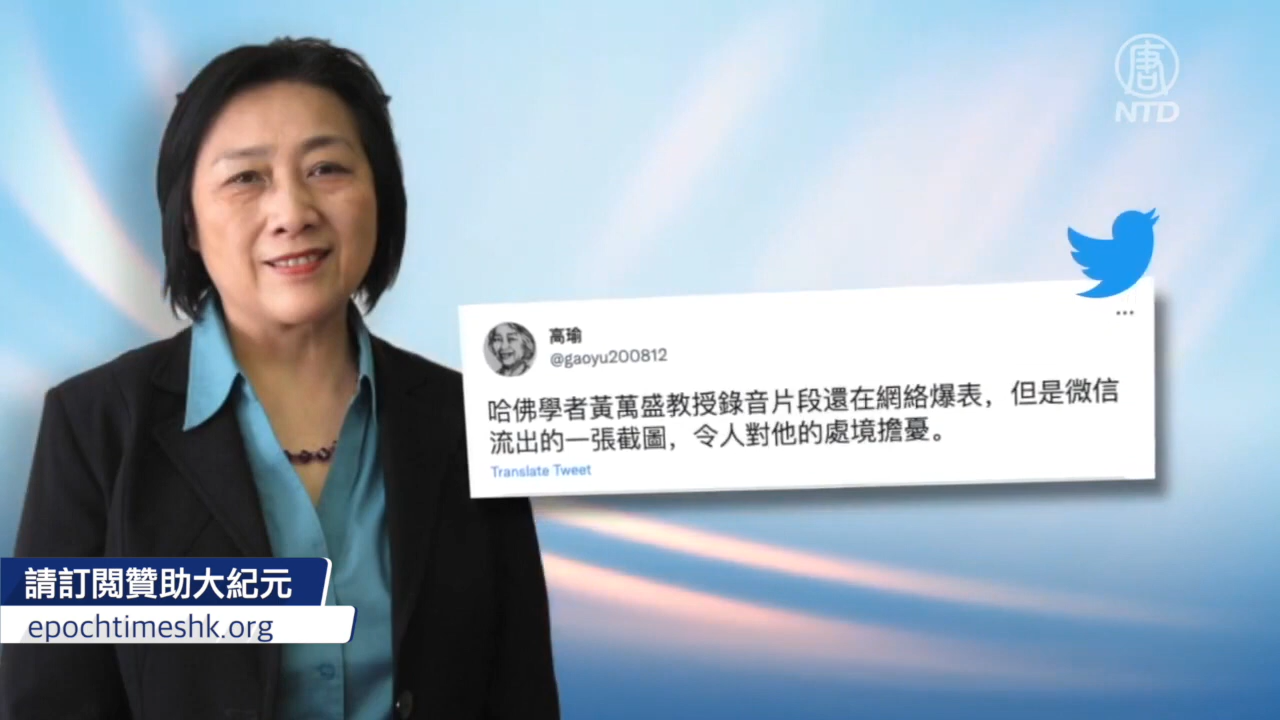 唐
NTD
高瑜
@gaoyu200812
哈佛學者黃萬盛教授錄音片段還在網絡爆表，但是微信
流出的一張截圖，令人對他的處境擔憂。
Translate Tweet
請訂閱贊助大紀元
epochtimeshk.org